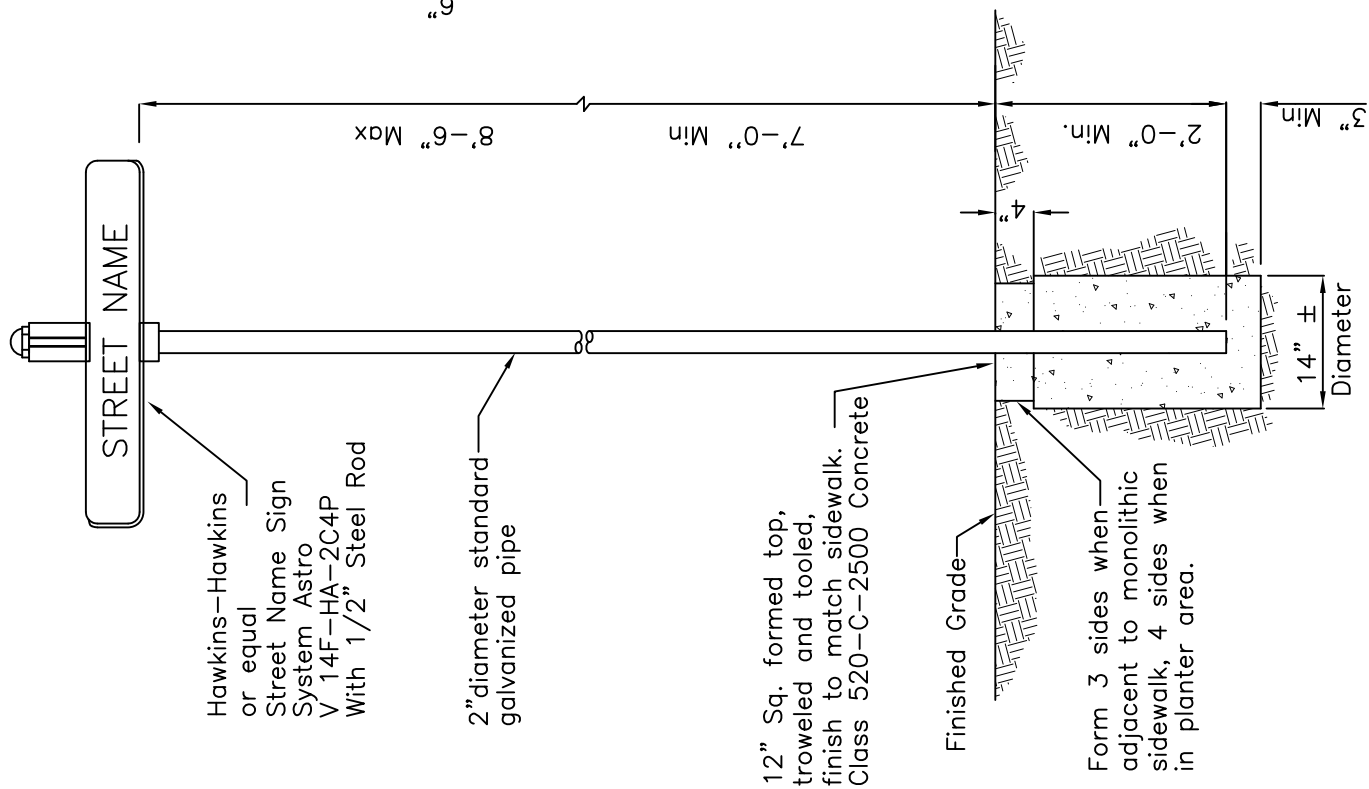 6"
STREET NAME
8'-6" Max
7'-0" Min
2'-0" Min.
3" Min
4"
14" ±
Diameter
Hawkins-Hawkins
or equal
Street Name Sign
System Astro
V 14F-HA-2C4P
With 1/2" Steel Rod
2"diameter standard
galvanized pipe
12" Sq. formed top,
troweled and tooled,
finish to match sidewalk.
Class 520-C-2500 Concrete
Finished Grade
Form 3 sides when
adjacent to monolithic
sidewalk, 4 sides when
in planter area.